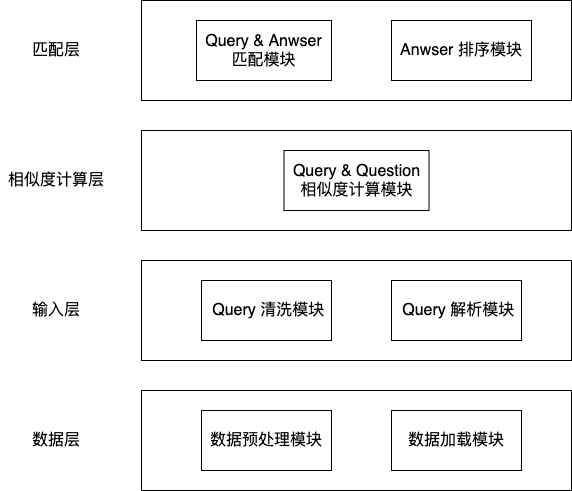 匹配层
Query & Anwser
匹配模块
Anwser 排序模块
相似度计算层
Query & Question
相似度计算模块
输入层
Query 清洗模块
Query 解析模块
数据层
数据预处理模块
数据加载模块